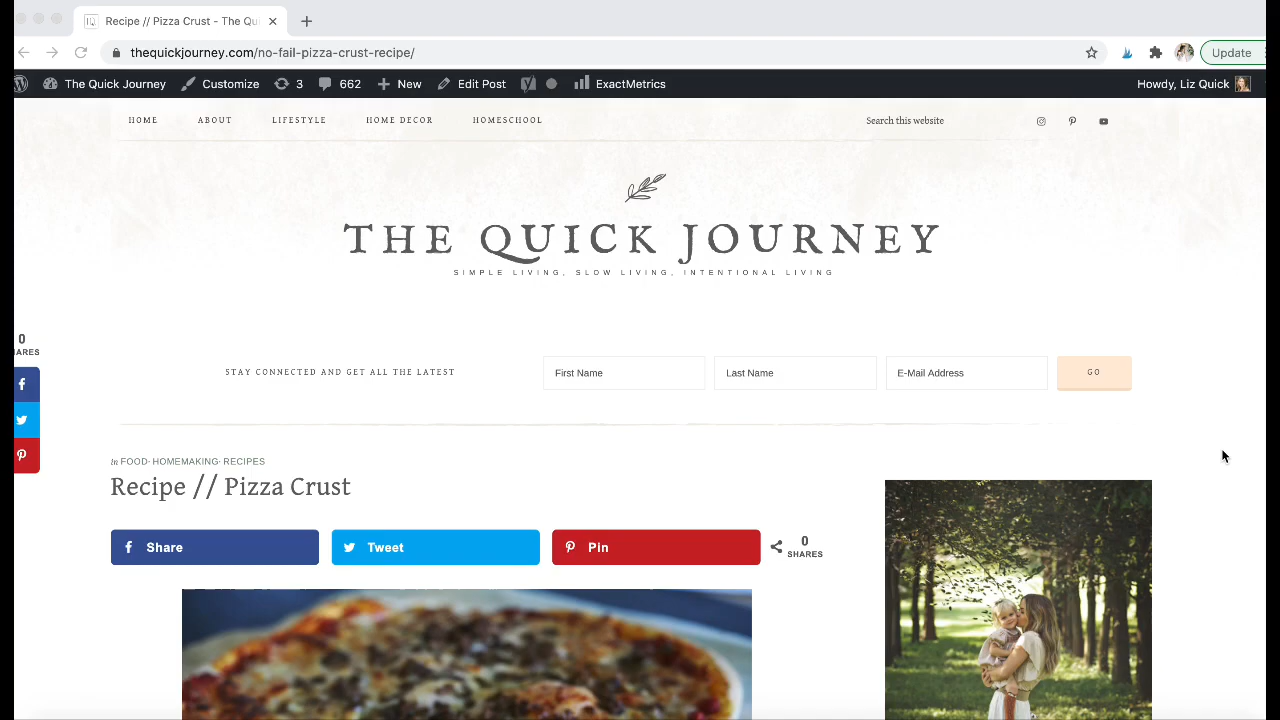 Recipe // Pizza Crust - The Qu
thequickjourney.com/no-fail-pizza-crust-recipe/
Update
The Quick Journey
Customize
3
662
New
Edit Post
ExactMetrics
Howdy, Liz Quick
HOME
ABOUT
LIFESTYLE
HOME DECOR
HOMESCHOOL
Search this website
THE QUICK JOURNEY
SIMPLE LIVING, SLOW LIVING, INTENTIONAL LIVING
0
ARES
STAY CONNECTED AND GET ALL THE LATEST
First Name
Last Name
E-Mail Address
GO
in FOOD· HOMEMAKING· RECIPES
Recipe // Pizza Crust
Share
Tweet
Pin
0
SHARES